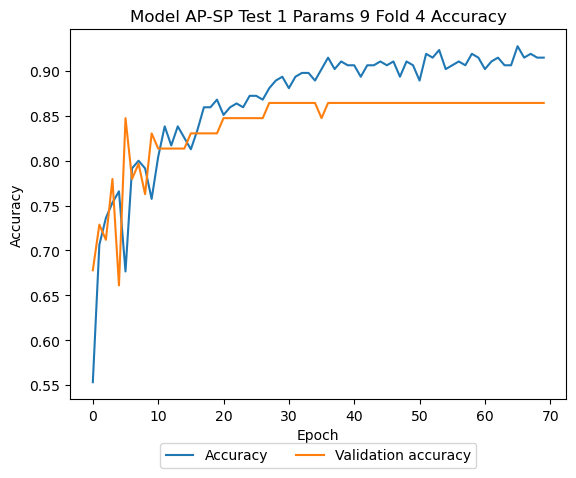 Model AP-SP Test 1 Params 9 Fold 4 Accuracy
0.90
0.85
0.80
0.75
0.70
0.65
0.60
0.55
Accuracy
0 10 20 30 40 50 60 70
Epoch
Accuracy Validation accuracy